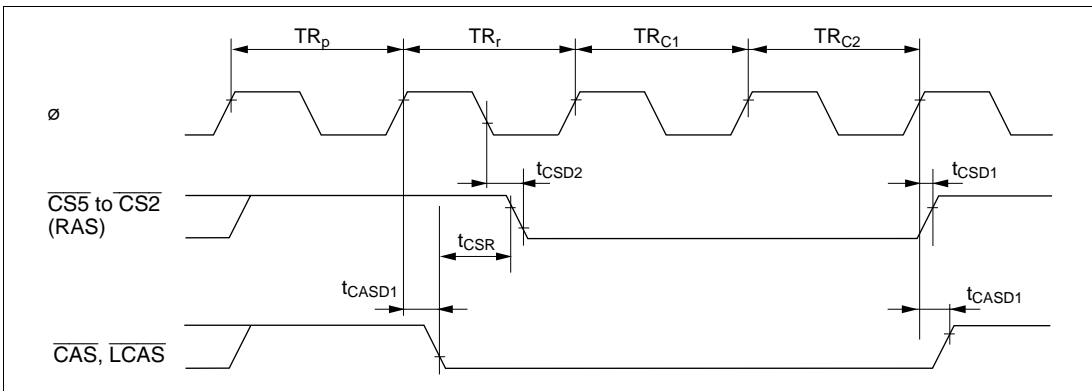 TRp TRr TRC1 TRC2
ø
tCSD2 tCSD1
CS5 to CS2
(RAS)
tCSR
tCASD1 tCASD1
CAS, LCAS